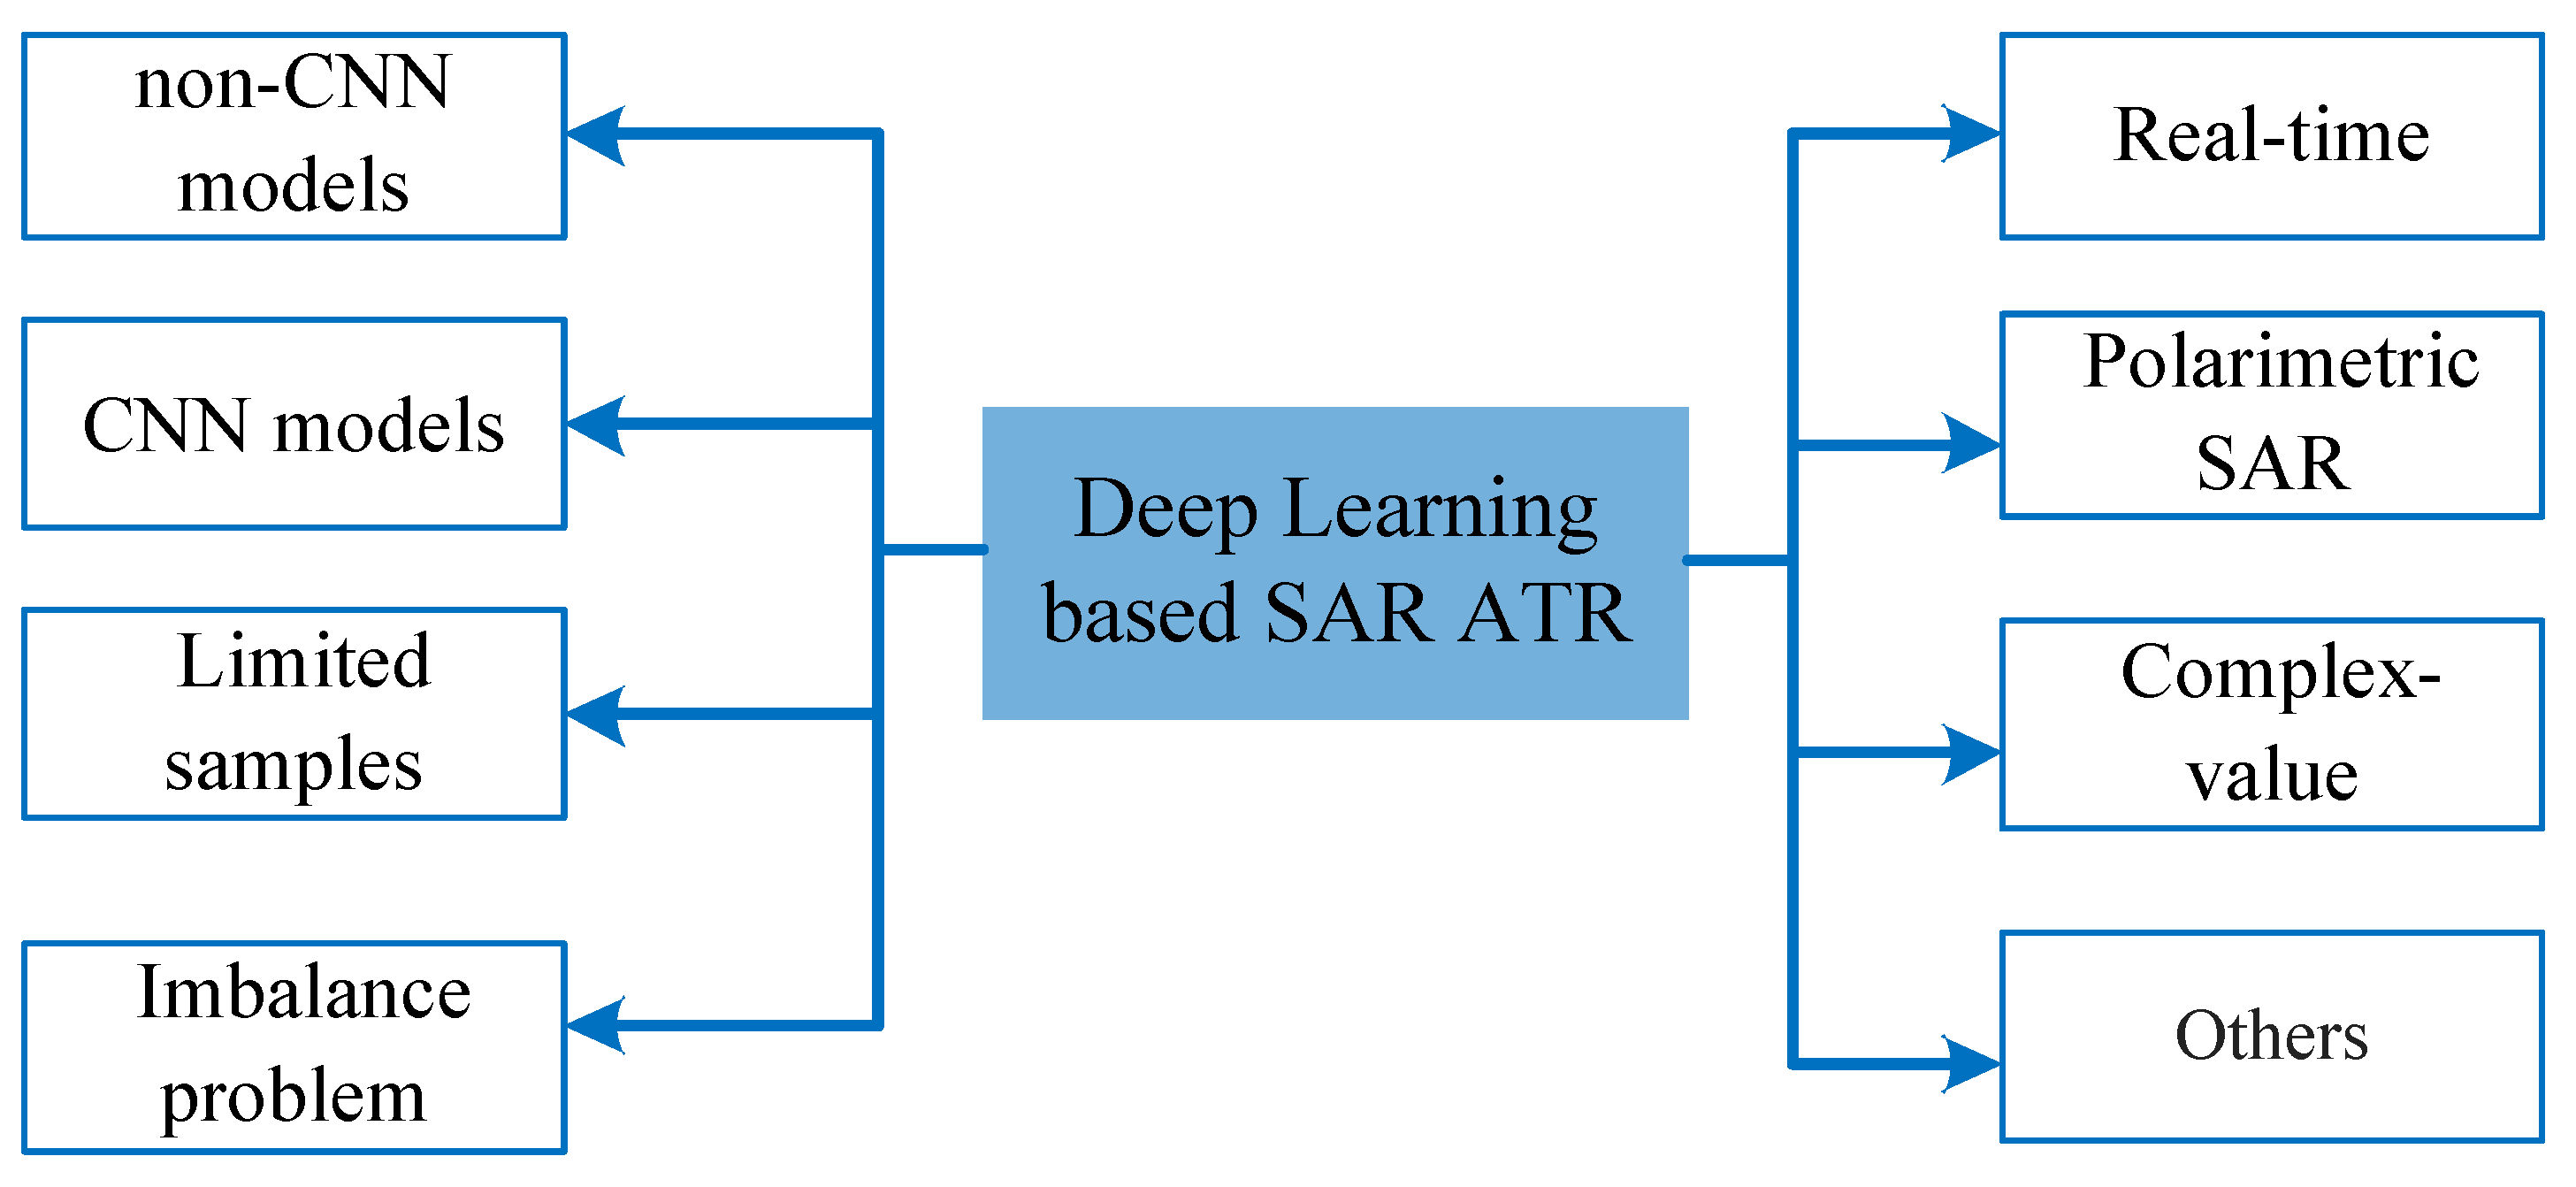 non-CNN
models
CNN models
Limited
samples
Imbalance
problem
Deep Learning
based SAR ATR
Real-time
Polarimetric
SAR
Complex-
value
Others